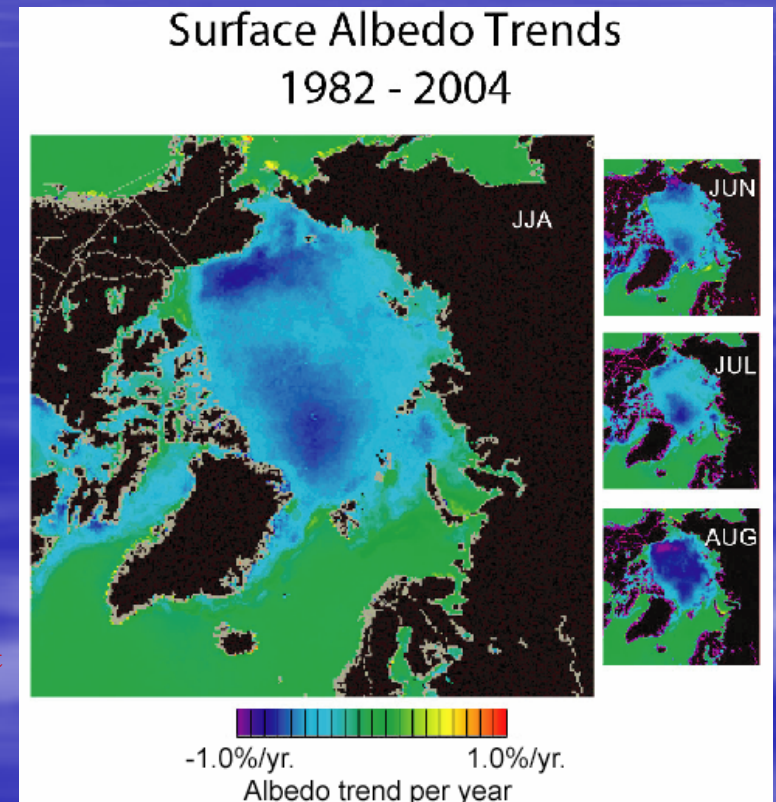 Surface Albedo Trends
1982 - 2004
JJA
JUN
JUL
AUG
-1.0%/yr. 1.0%/yr.
Albedo trend per year